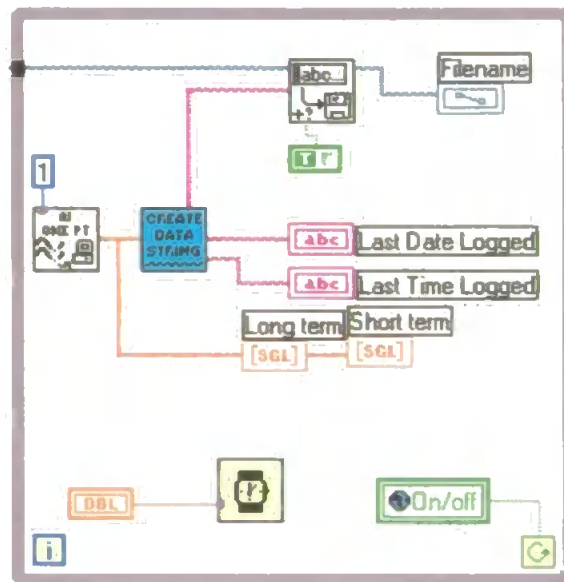 abc
Filename
+?
T F
1
AI
ONE PT
CREATE
DATA
STRING
abc
Last Date Logged
abc
Last Time Logged
Long term
Short term
[SGL]
[SGL]
DBL
On/off
i